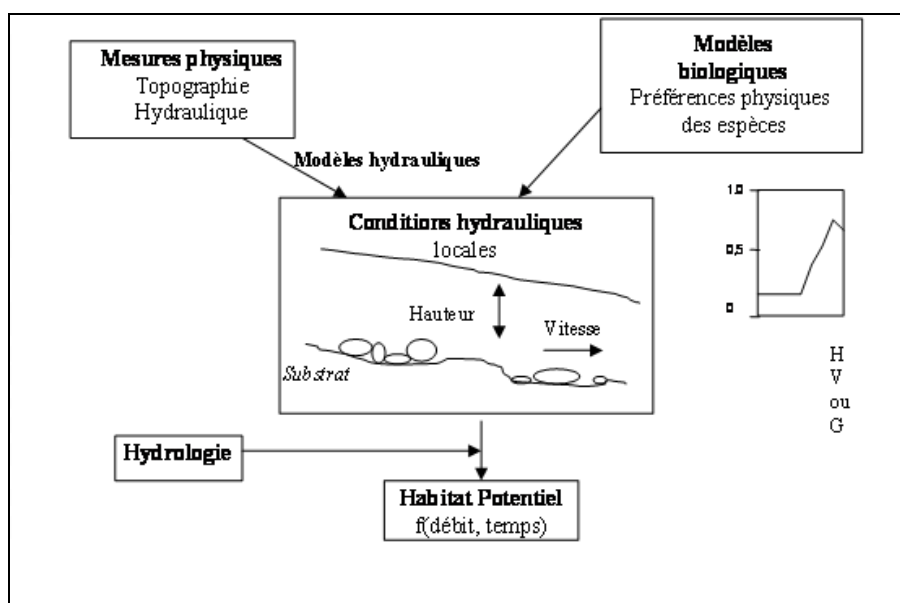 Mesures physiques
Topographie
Hydraulique
Modèles
biologiques
Préférences physiques
des espèces
Modèles hydrauliques
Conditions hydrauliques
locales
Hauteur
Vitesse
Substrat
1,0
0,5
0
H
V
ou
G
Hydrologie
Habitat Potentiel
f(débit, temps)